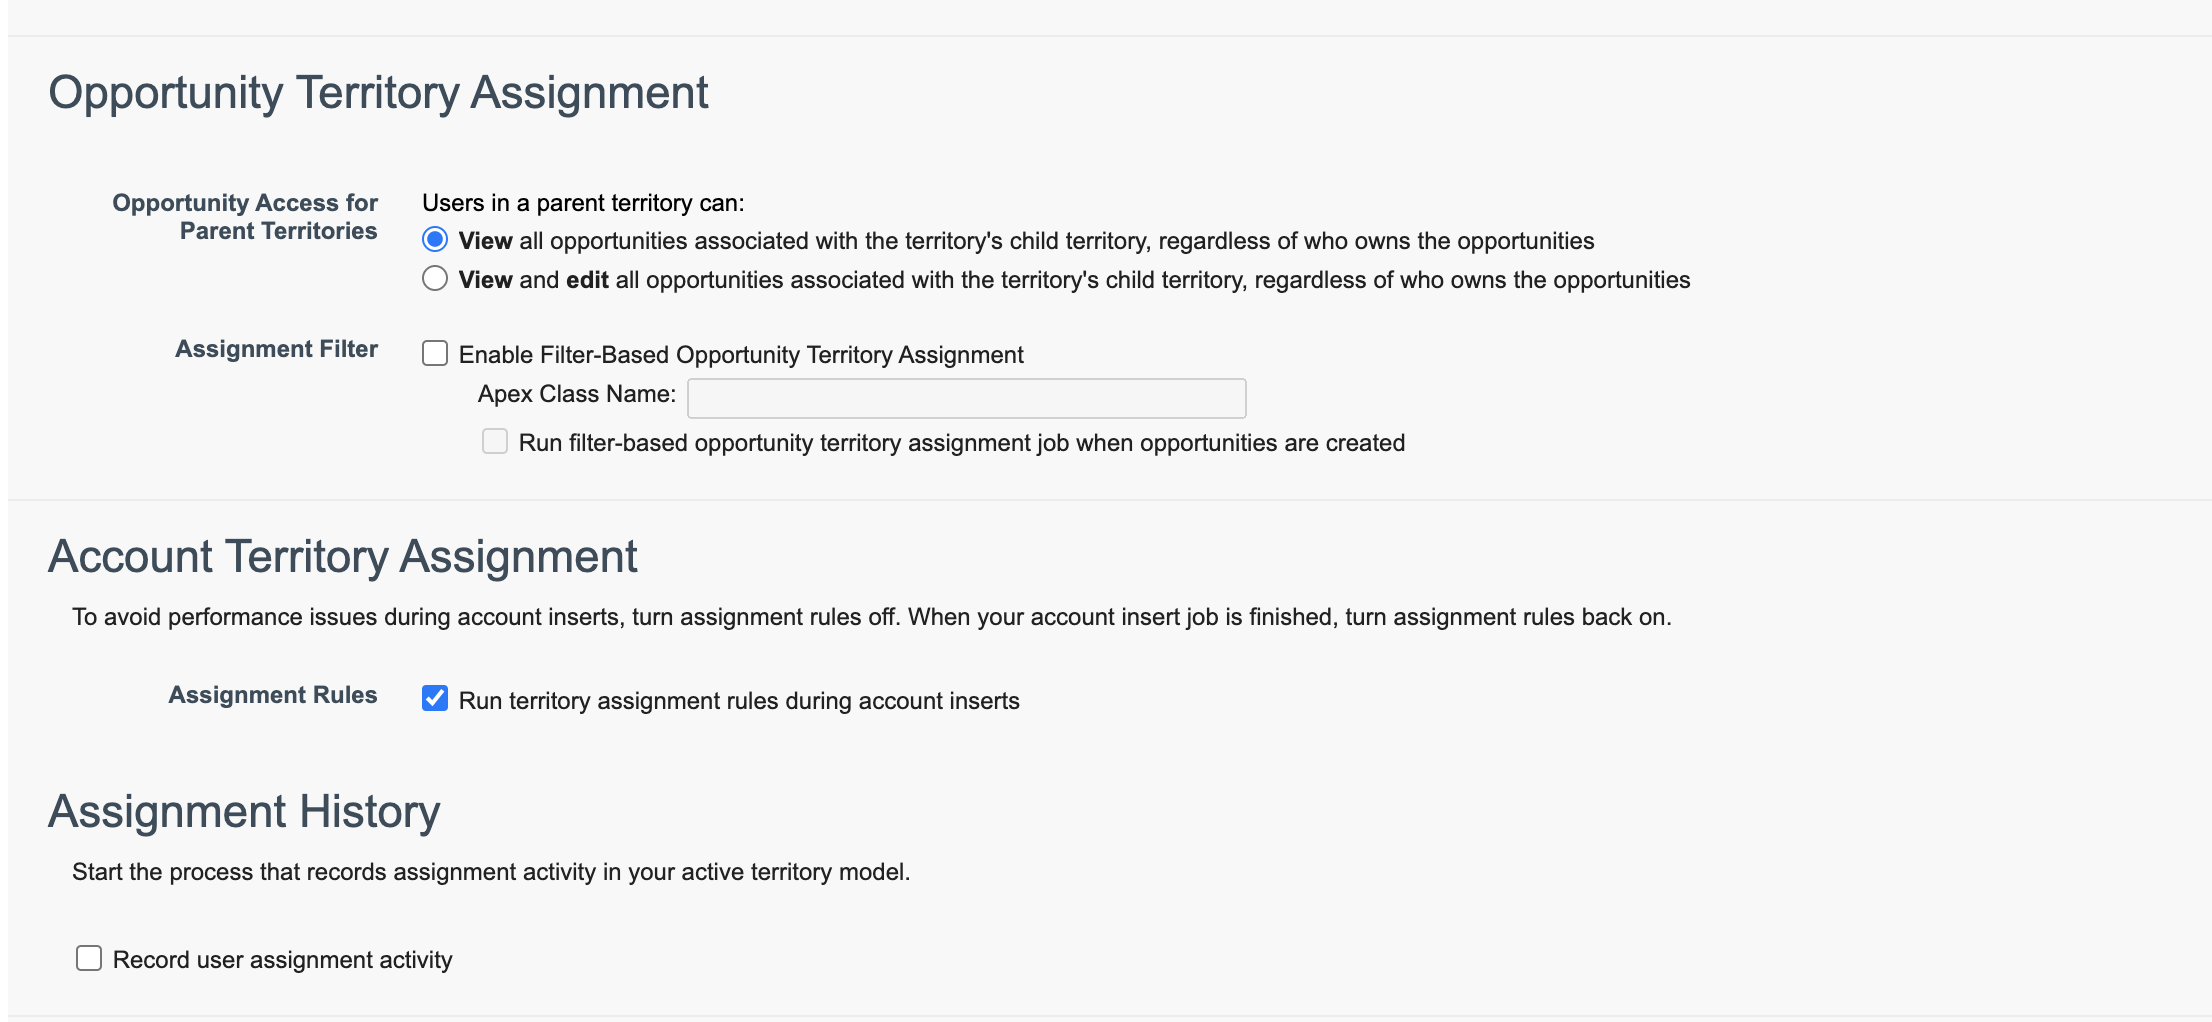 Opportunity Territory Assignment
Opportunity Access for
Parent Territories
Users in a parent territory can:
View all opportunities associated with the territory's child territory, regardless of who owns the opportunities
View and edit all opportunities associated with the territory's child territory, regardless of who owns the opportunities
Assignment Filter
Enable Filter-Based Opportunity Territory Assignment
Apex Class Name:
Run filter-based opportunity territory assignment job when opportunities are created
Account Territory Assignment
To avoid performance issues during account inserts, turn assignment rules off. When your account insert job is finished, turn assignment rules back on.
Assignment Rules
Run territory assignment rules during account inserts
Assignment History
Start the process that records assignment activity in your active territory model.
Record user assignment activity